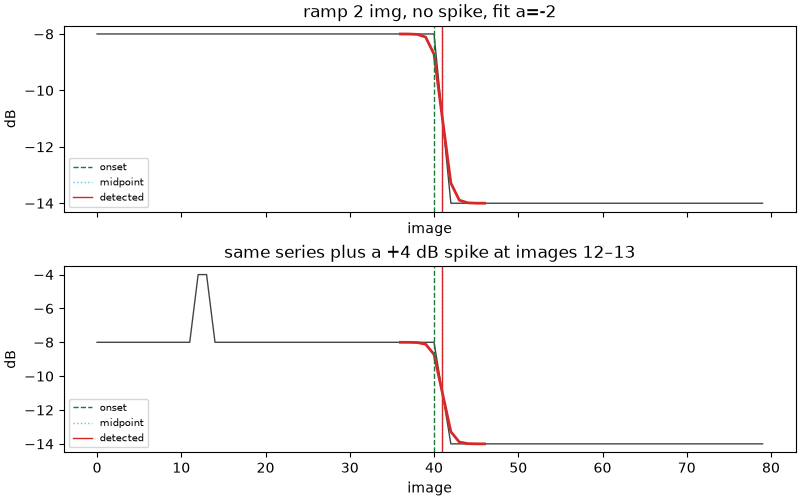 ramp 2 img, no spike, fit a=-2
−8
−10
−12
−14
dB
onset
midpoint
detected
image
same series plus a +4 dB spike at images 12–13
−4
−6
−8
−10
−12
−14
dB
onset
midpoint
detected
0 10 20 30 40 50 60 70 80
image